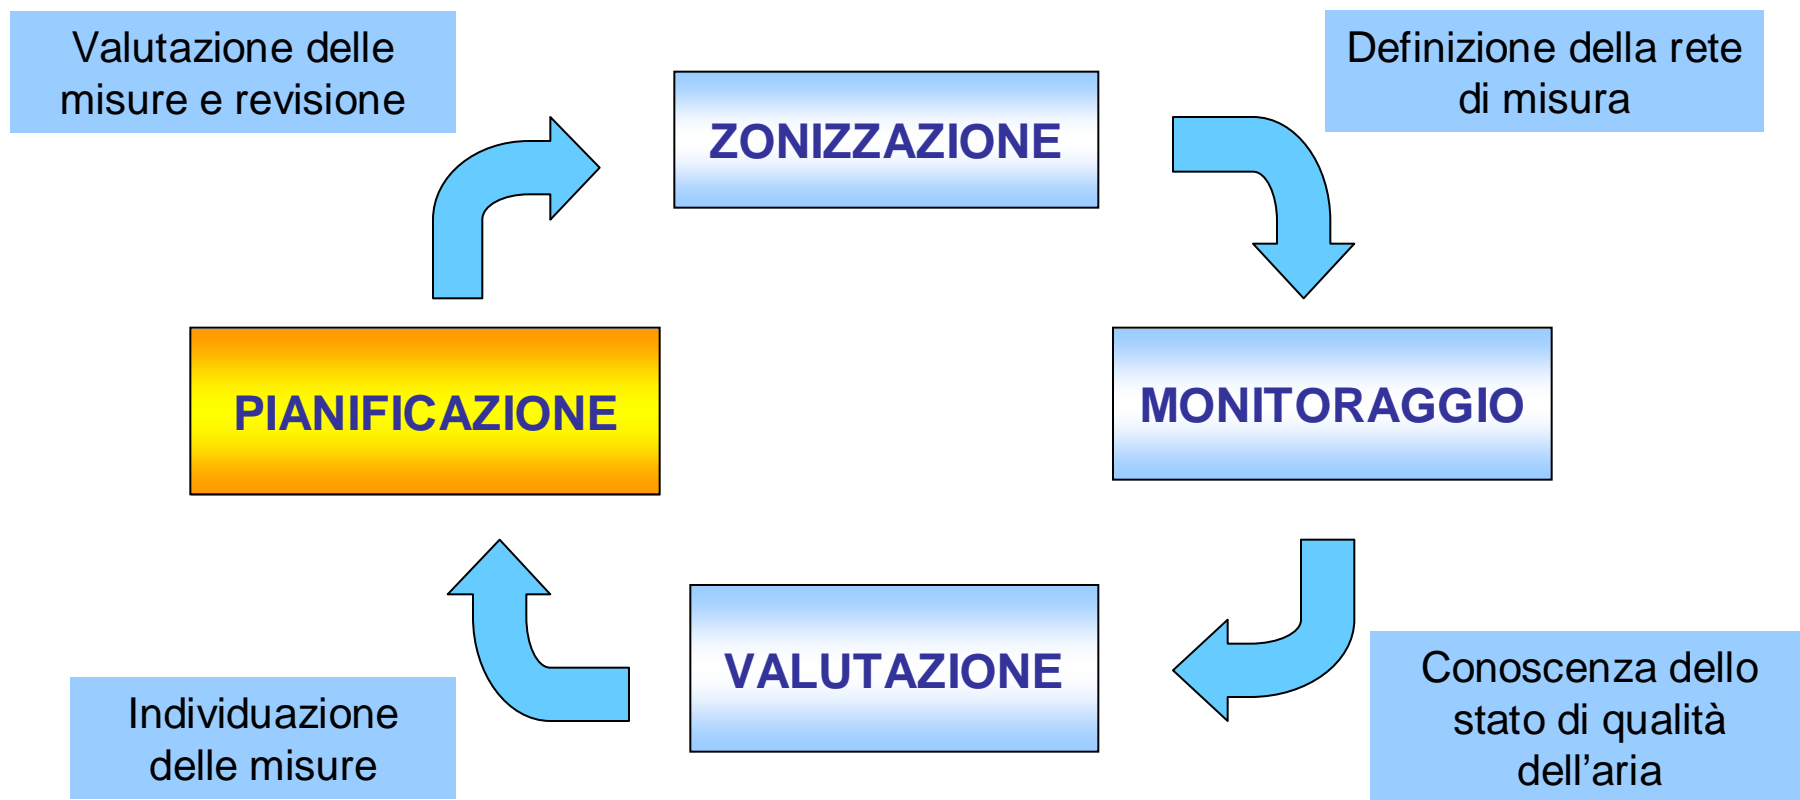 Valutazione delle
misure e revisione
ZONIZZAZIONE
Definizione della rete
di misura
PIANIFICAZIONE
MONITORAGGIO
Individuazione
delle misure
VALUTAZIONE
Conoscenza dello
stato di qualità
dell’aria